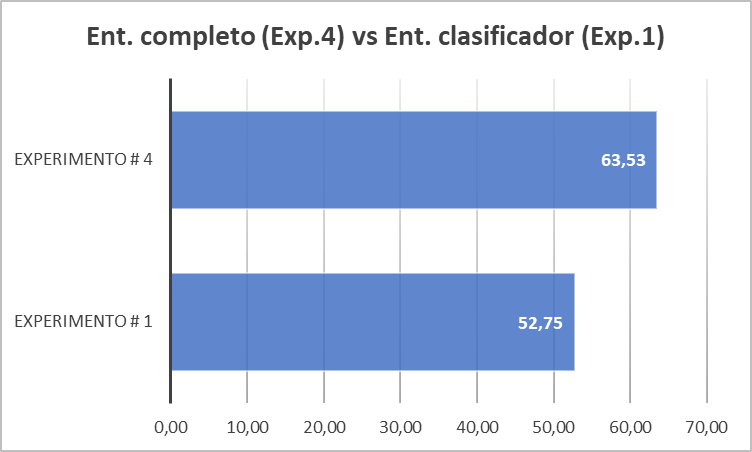 Ent. completo (Exp.4) vs Ent. clasificador (Exp.1)
EXPERIMENTO # 4
63,53
EXPERIMENTO # 1
52,75
0,00 10,00 20,00 30,00 40,00 50,00 60,00 70,00